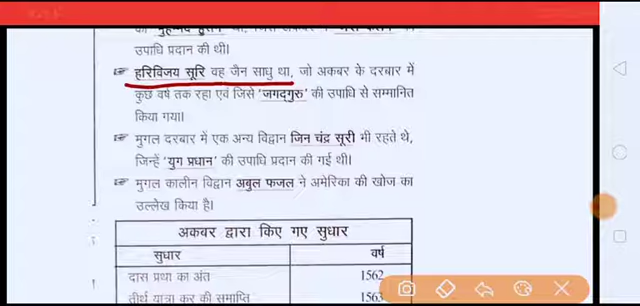 उपाधि प्रदान की थी।
☞ हरिविजय सूरि वह जैन साधु था, जो अकबर के दरबार में
कुछ वर्ष तक रहा एवं जिसे 'जगद्गुरु' की उपाधि से सम्मानित
किया गया।
☞ मुगल दरबार में एक अन्य विद्वान जिन चंद्र सूरी भी रहते थे,
जिन्हें 'युग प्रधान' की उपाधि प्रदान की गई थी।
☞ मुगल कालीन विद्वान अबुल फजल ने अमेरिका की खोज का
उल्लेख किया है।
अकबर द्वारा किए गए सुधार
सुधार वर्ष
दास प्रथा का अंत 1562
तीर्थ यात्रा कर की समाप्ति 1563